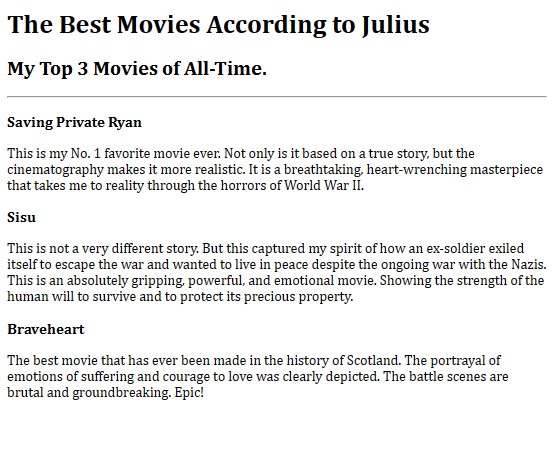 The Best Movies According to Julius
My Top 3 Movies of All-Time.
Saving Private Ryan
This is my No. 1 favorite movie ever. Not only is it based on a true story, but the
cinematography makes it more realistic. It is a breathtaking, heart-wrenching masterpiece
that takes me to reality through the horrors of World War II.
Sisu
This is not a very different story. But this captured my spirit of how an ex-soldier exiled
itself to escape the war and wanted to live in peace despite the ongoing war with the Nazis.
This is an absolutely gripping, powerful, and emotional movie. Showing the strength of the
human will to survive and to protect its precious property.
Braveheart
The best movie that has ever been made in the history of Scotland. The portrayal of
emotions of suffering and courage to love was clearly depicted. The battle scenes are
brutal and groundbreaking. Epic!